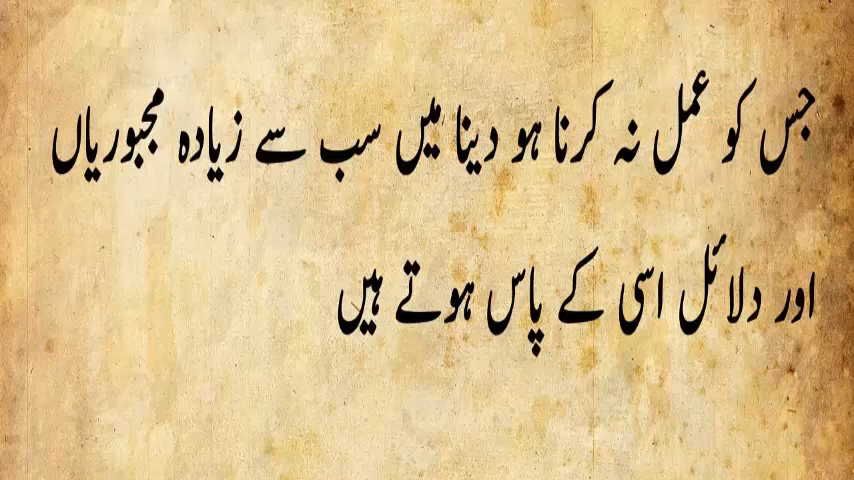 جس کو عمل نہ کرنا ہو دینا میں سب سے زیادہ مجبوریاں
اور دلائل اسی کے پاس ہوتے ہیں